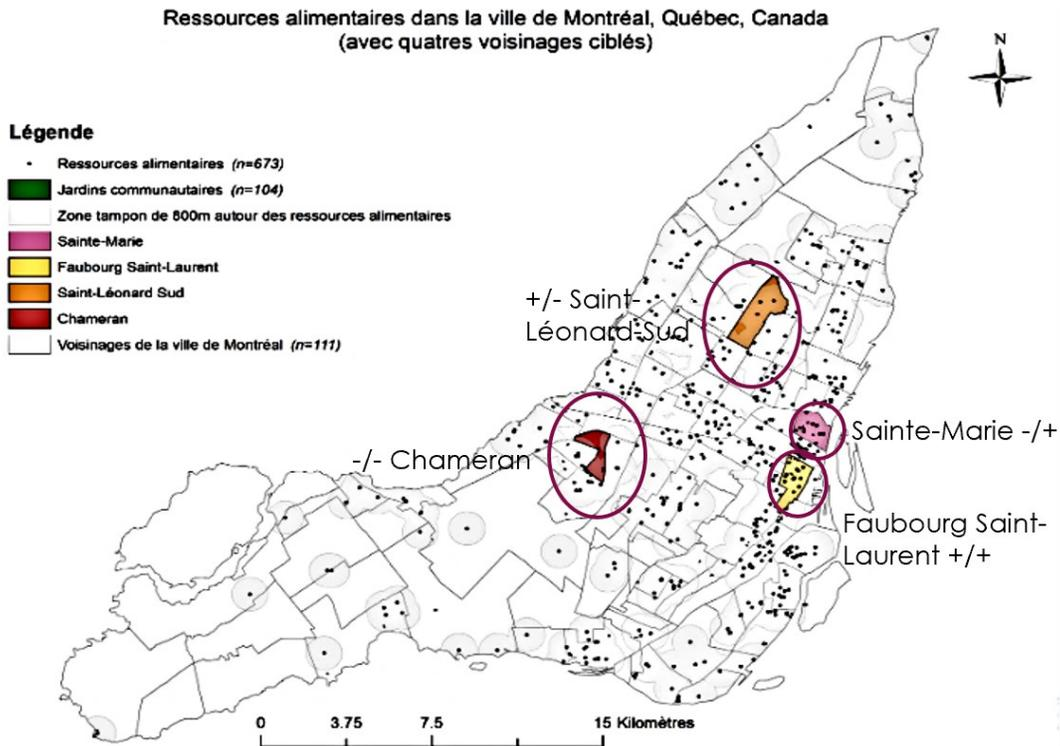 Ressources alimentaires dans la ville de Montréal, Québec, Canada
(avec quatres voisinages ciblés)
N
Légende
Ressources alimentaires (n=673)
Jardins communautaires (n=104)
Zone tampon de 800m autour des ressources alimentaires
Sainte-Marie
Faubourg Saint-Laurent
Saint-Léonard Sud
Chameran
Voisinages de la ville de Montréal (n=111)
+/- Saint-
Léonard-Sud
Sainte-Marie -/+
-/- Chameran
Faubourg Saint-
Laurent +/+
0 3.75 7.5 15 Kilomètres